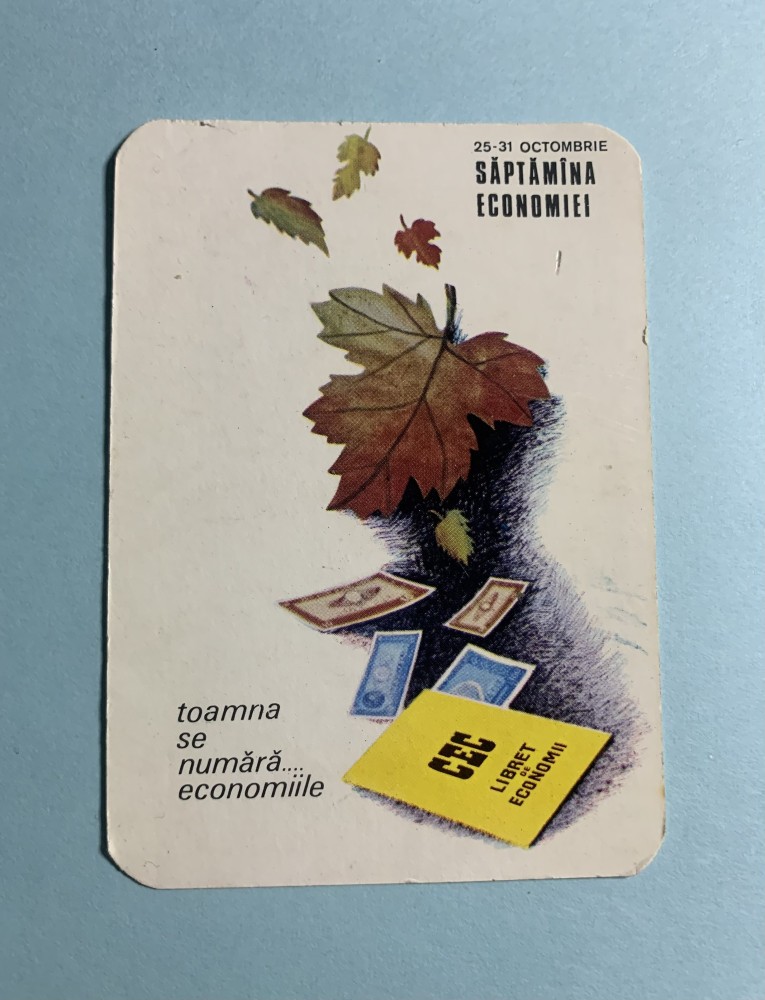 25-31 OCTOMBRIE
SĂPTĂMÎNA
ECONOMIEI
toamna
se
numără....
economiile
CEC
LIBRET
DE
ECONOMII